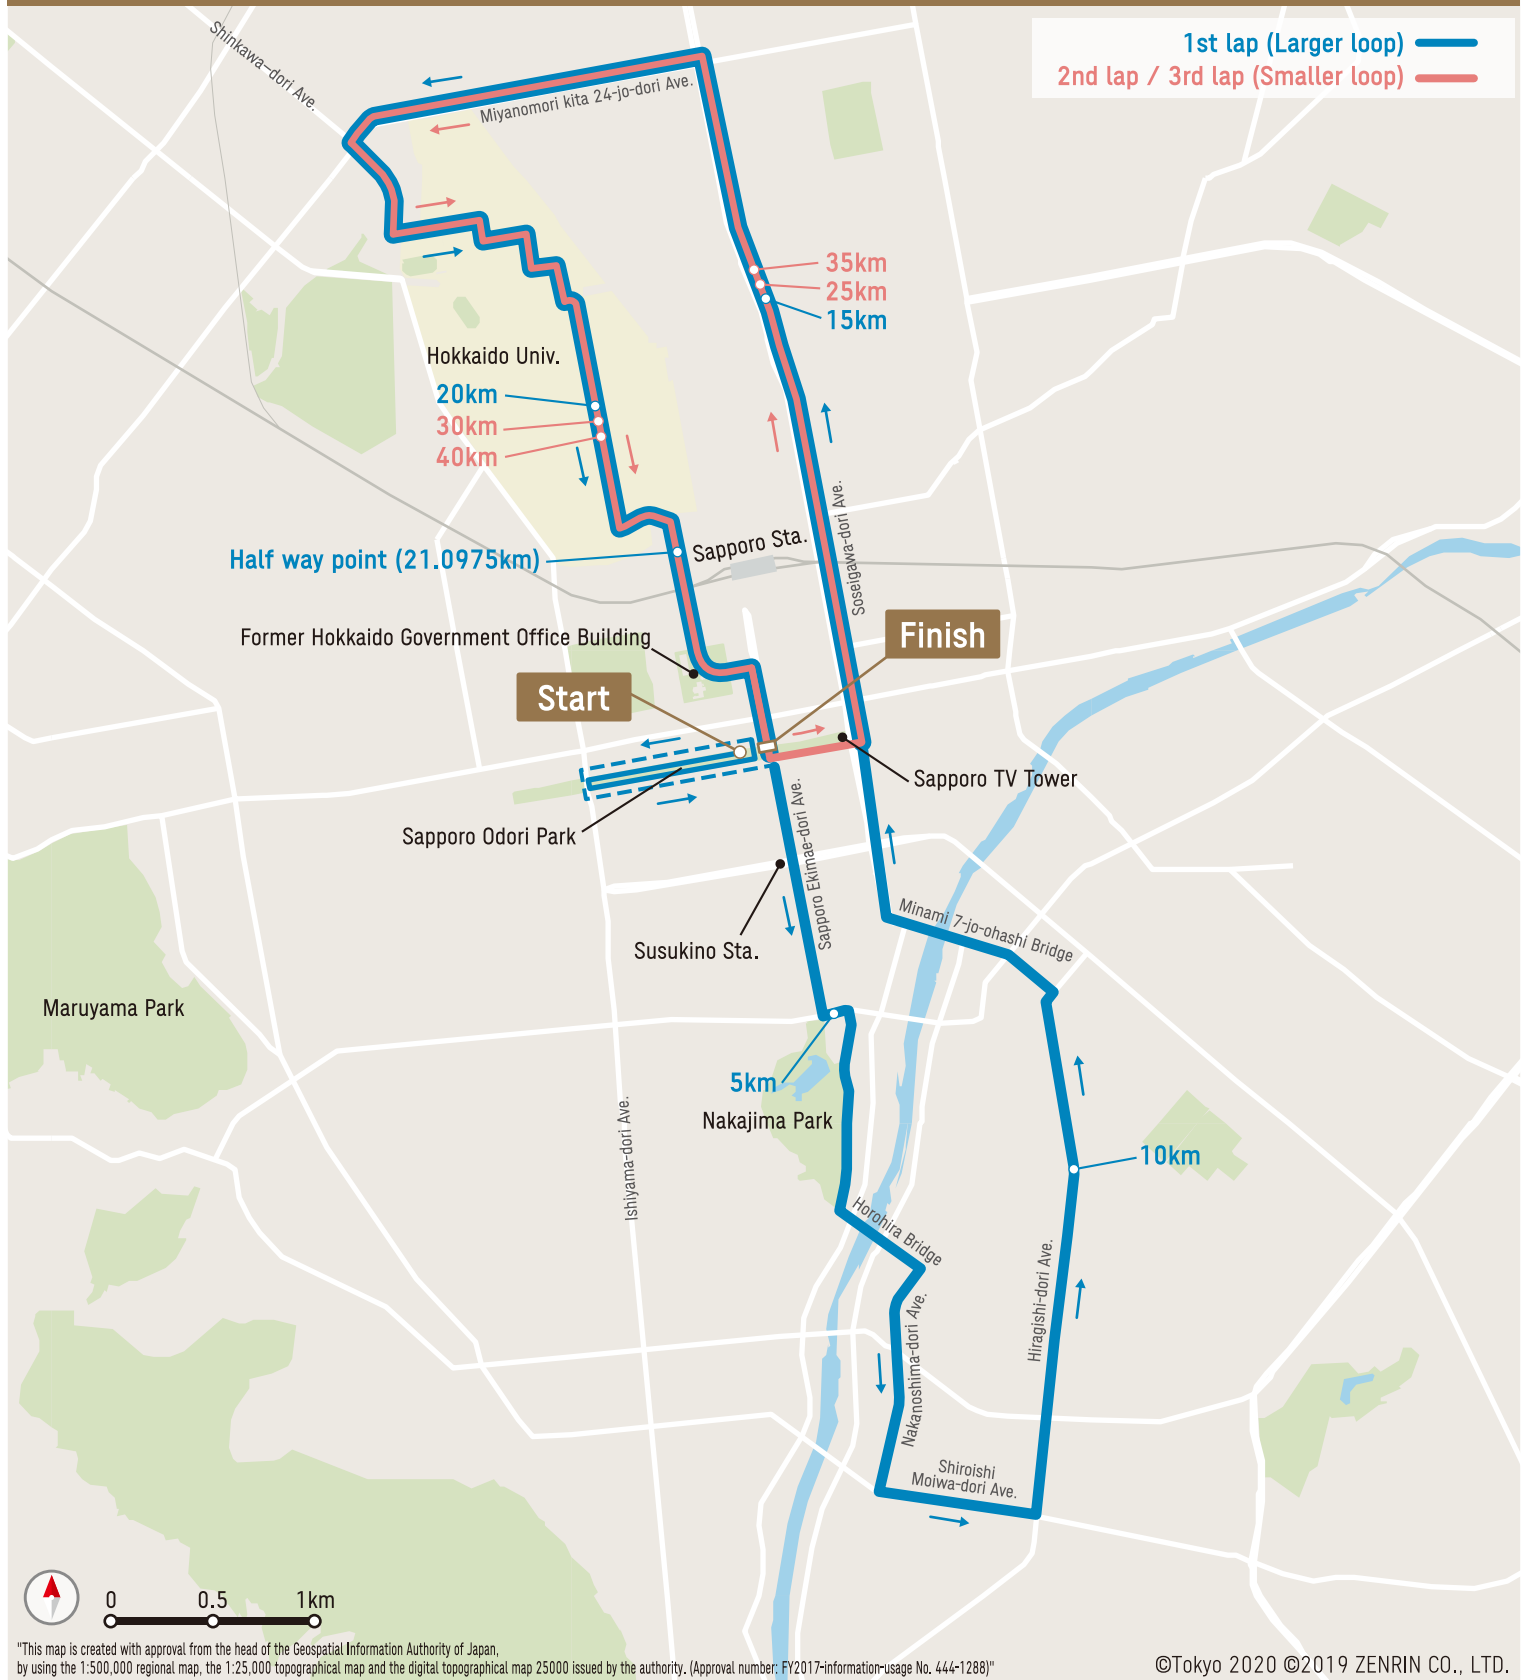 1st lap (Larger loop)
2nd lap / 3rd lap (Smaller loop)
Shinkawa-dori Ave.
Miyanomori kita 24-jo-dori Ave.
35km
25km
15km
Hokkaido Univ.
20km
30km
40km
Soseigawa-dori Ave.
Sapporo Sta.
Half way point (21.0975km)
Former Hokkaido Government Office Building
Finish
Start
Sapporo TV Tower
Sapporo Odori Park
Sapporo Ekimae-dori Ave.
Minami 7-jo-ohashi Bridge
Susukino Sta.
Maruyama Park
5km
Nakajima Park
Ishiyama-dori Ave.
10km
Horohira Bridge
Nakanoshima-dori Ave.
Hiragishi-dori Ave.
Shiroishi
Moiwa-dori Ave.
0 0.5 1km
"This map is created with approval from the head of the Geospatial Information Authority of Japan,
by using the 1:500,000 regional map, the 1:25,000 topographical map and the digital topographical map 25000 issued by the authority. (Approval number: FY2017-information-usage No. 444-1288)"
©Tokyo 2020 ©2019 ZENRIN CO., LTD.